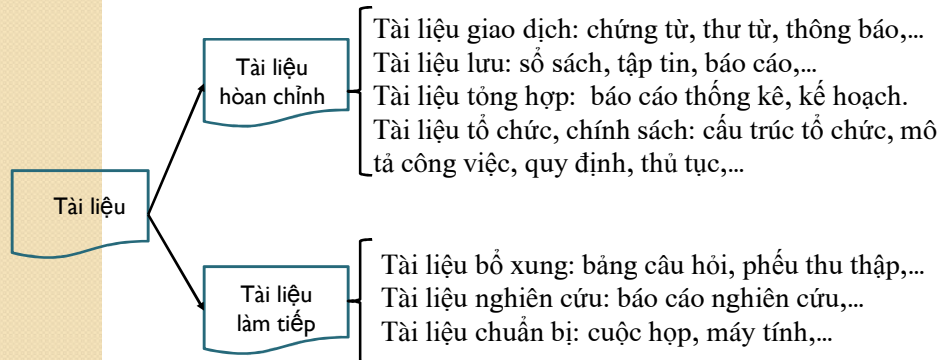 Tài liệu
Tài liệu
hòan chỉnh
Tài liệu giao dịch: chứng từ, thư từ, thông báo,...
Tài liệu lưu: sổ sách, tập tin, báo cáo,...
Tài liệu tỏng hợp:  báo cáo thống kê, kế hoạch.
Tài liệu tổ chức, chính sách: cấu trúc tổ chức, mô
tả công việc, quy định, thủ tục,...
Tài liệu
làm tiếp
Tài liệu bổ xung: bảng câu hỏi, phếu thu thập,...
Tài liệu nghiên cứu: báo cáo nghiên cứu,...
Tài liệu chuẩn bị: cuộc họp, máy tính,...